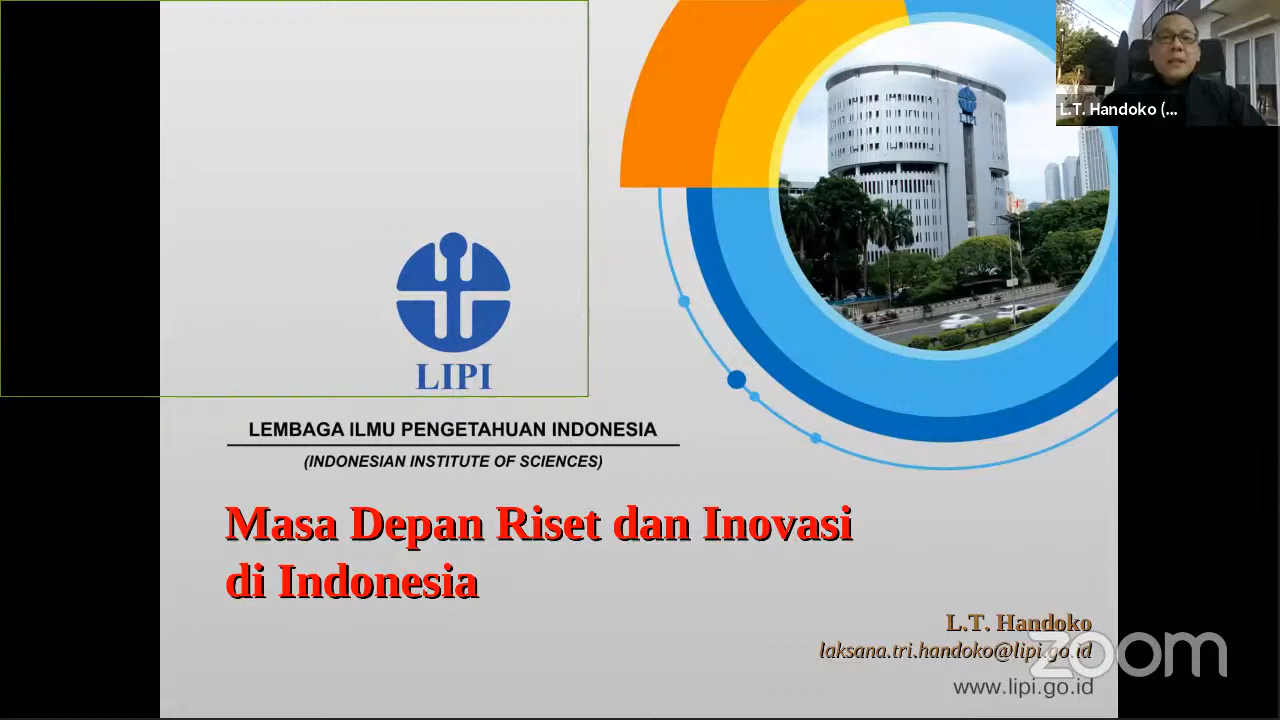 L.T. Handoko (...
LIPI
LIPI
LEMBAGA ILMU PENGETAHUAN INDONESIA
(INDONESIAN INSTITUTE OF SCIENCES)
Masa Depan Riset dan Inovasi
di Indonesia
L.T. Handoko
laksana.tri.handoko@lipi.go.id
zoom
www.lipi.go.id